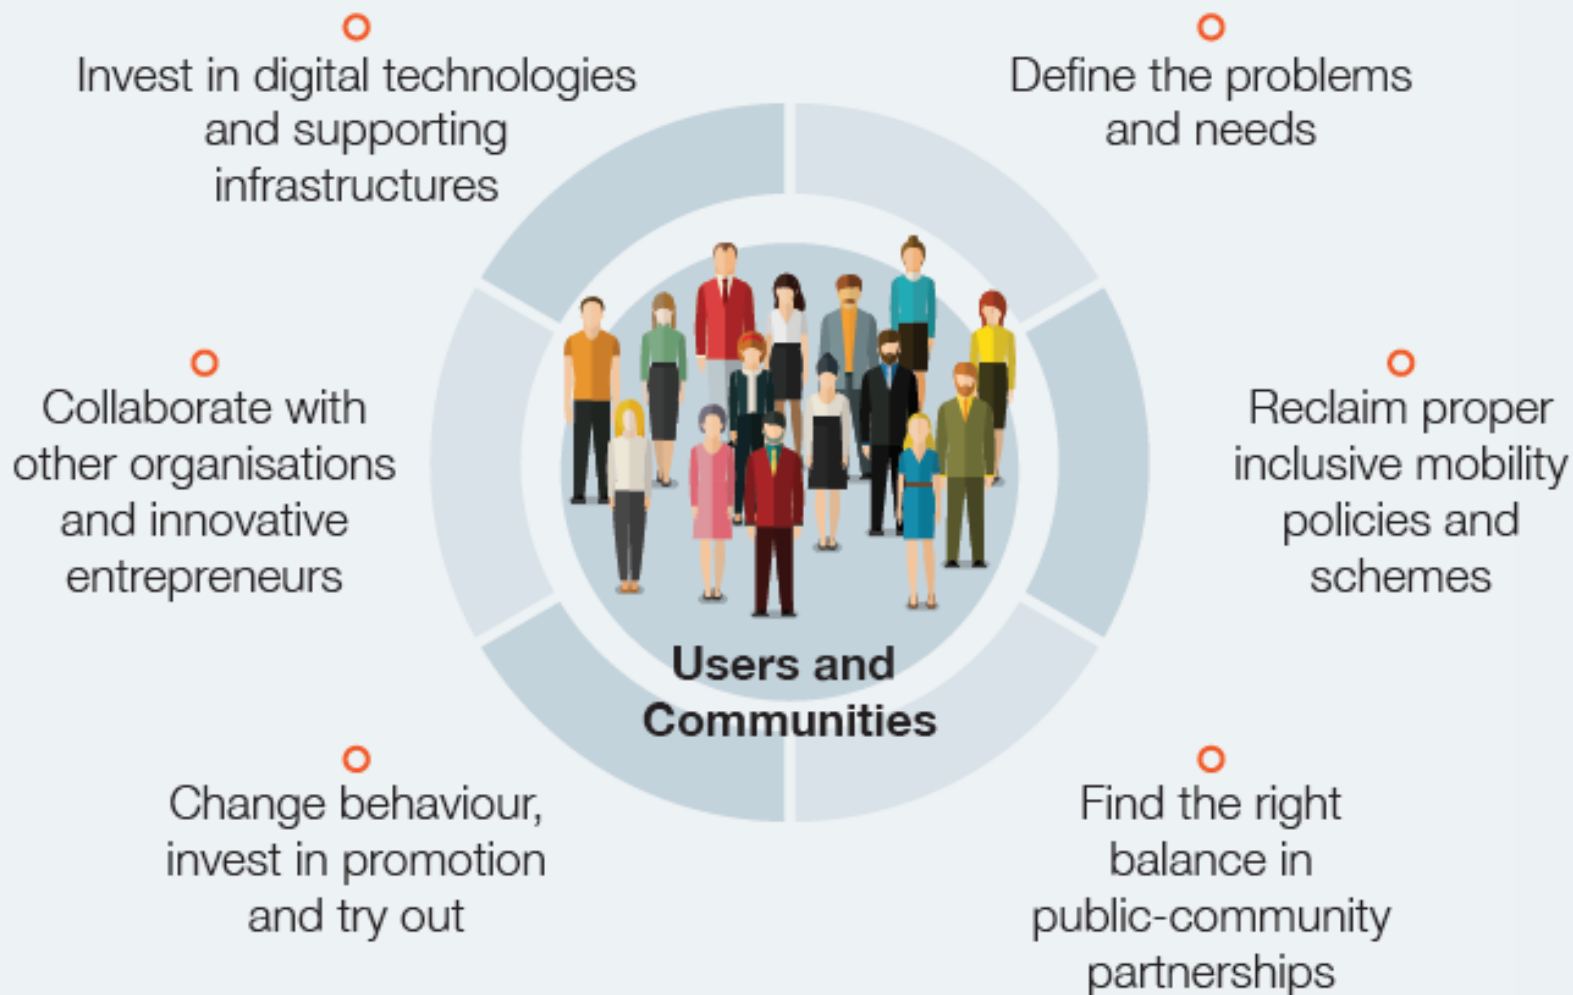 Invest in digital technologies
and supporting
infrastructures
Define the problems
and needs
Collaborate with
other organisations
and innovative
entrepreneurs
Reclaim proper
inclusive mobility
policies and
schemes
Users and
Communities
Change behaviour,
invest in promotion
and try out
Find the right
balance in
public-community
partnerships